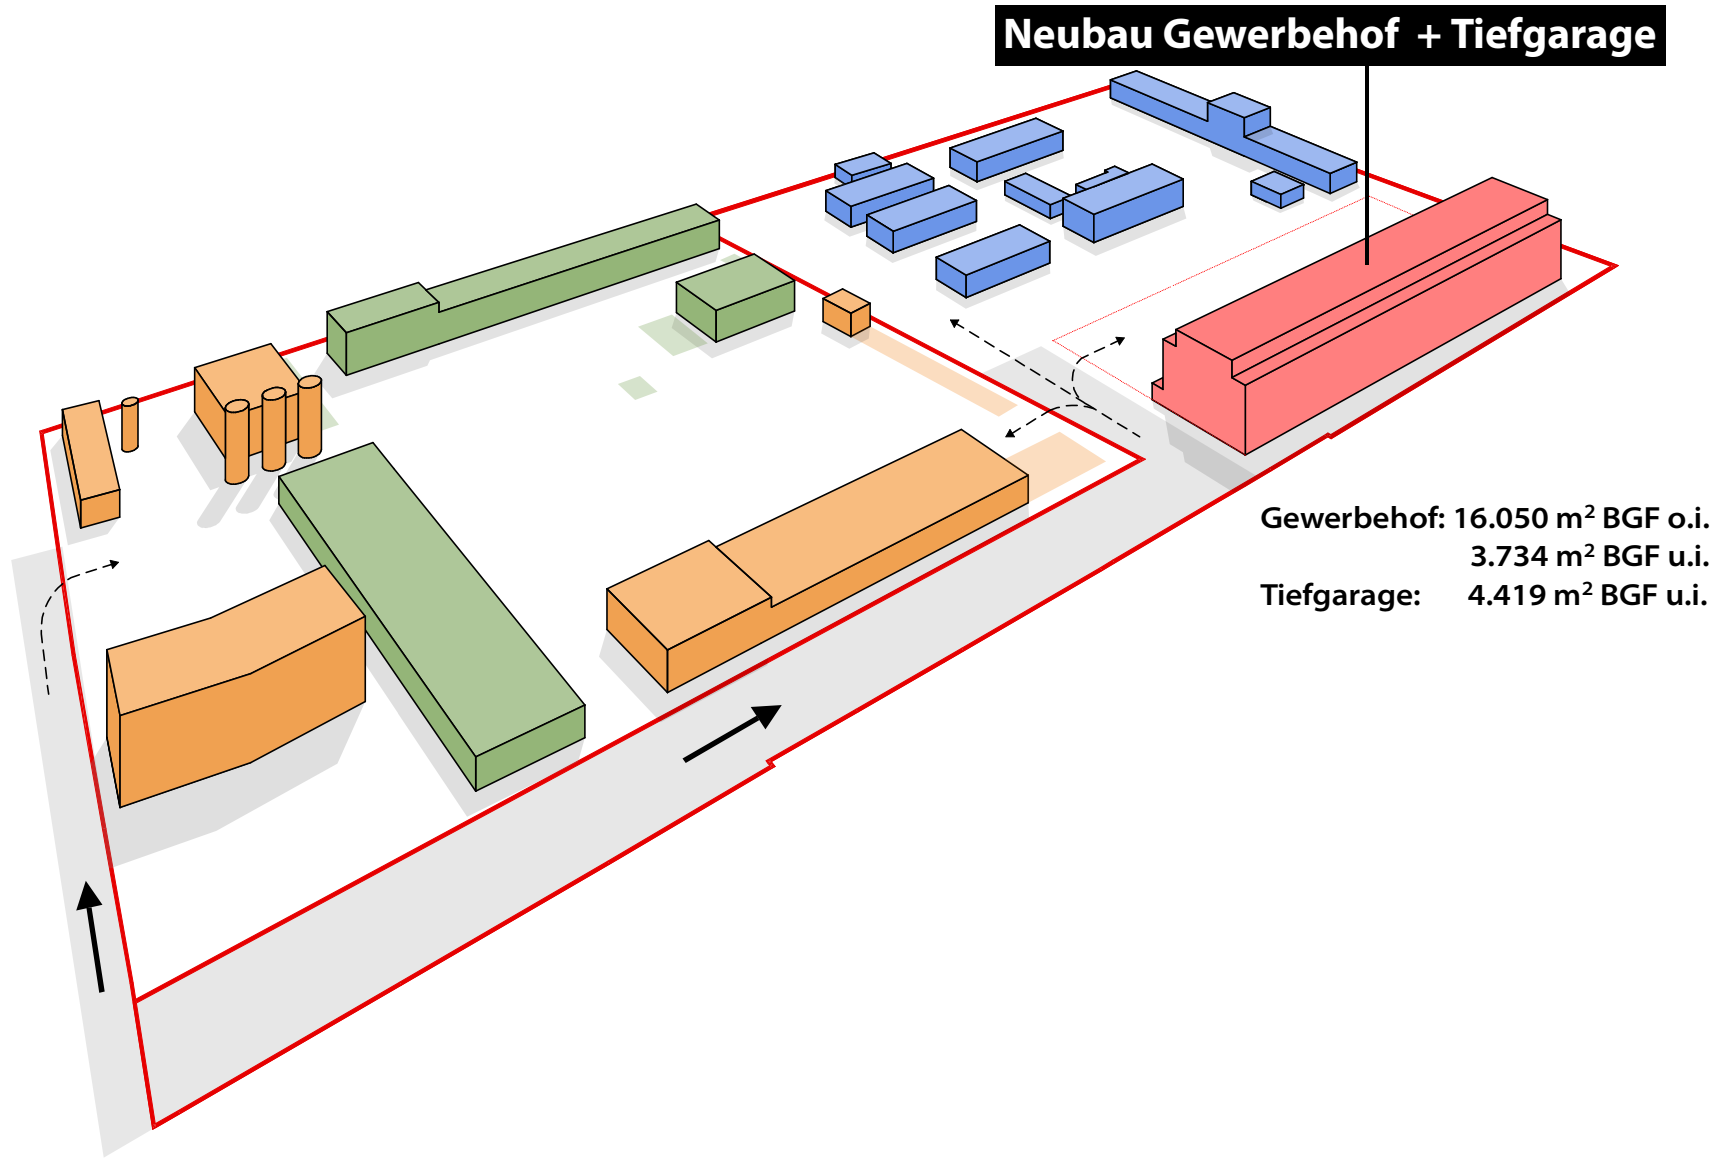 Neubau Gewerbehof + Tiefgarage
Gewerbehof: 16.050 m² BGF o.i.
3.734 m² BGF u.i.
Tiefgarage: 4.419 m² BGF u.i.